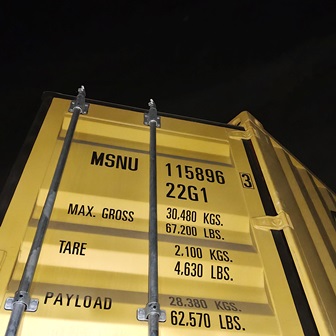 MSNU 115896 3
22G1
MAX. GROSS 30.480 KGS.
67.200 LBS.
TARE 2.100 KGS.
4.630 LBS.
PAYLOAD 28.380 KGS.
62.570 LBS.